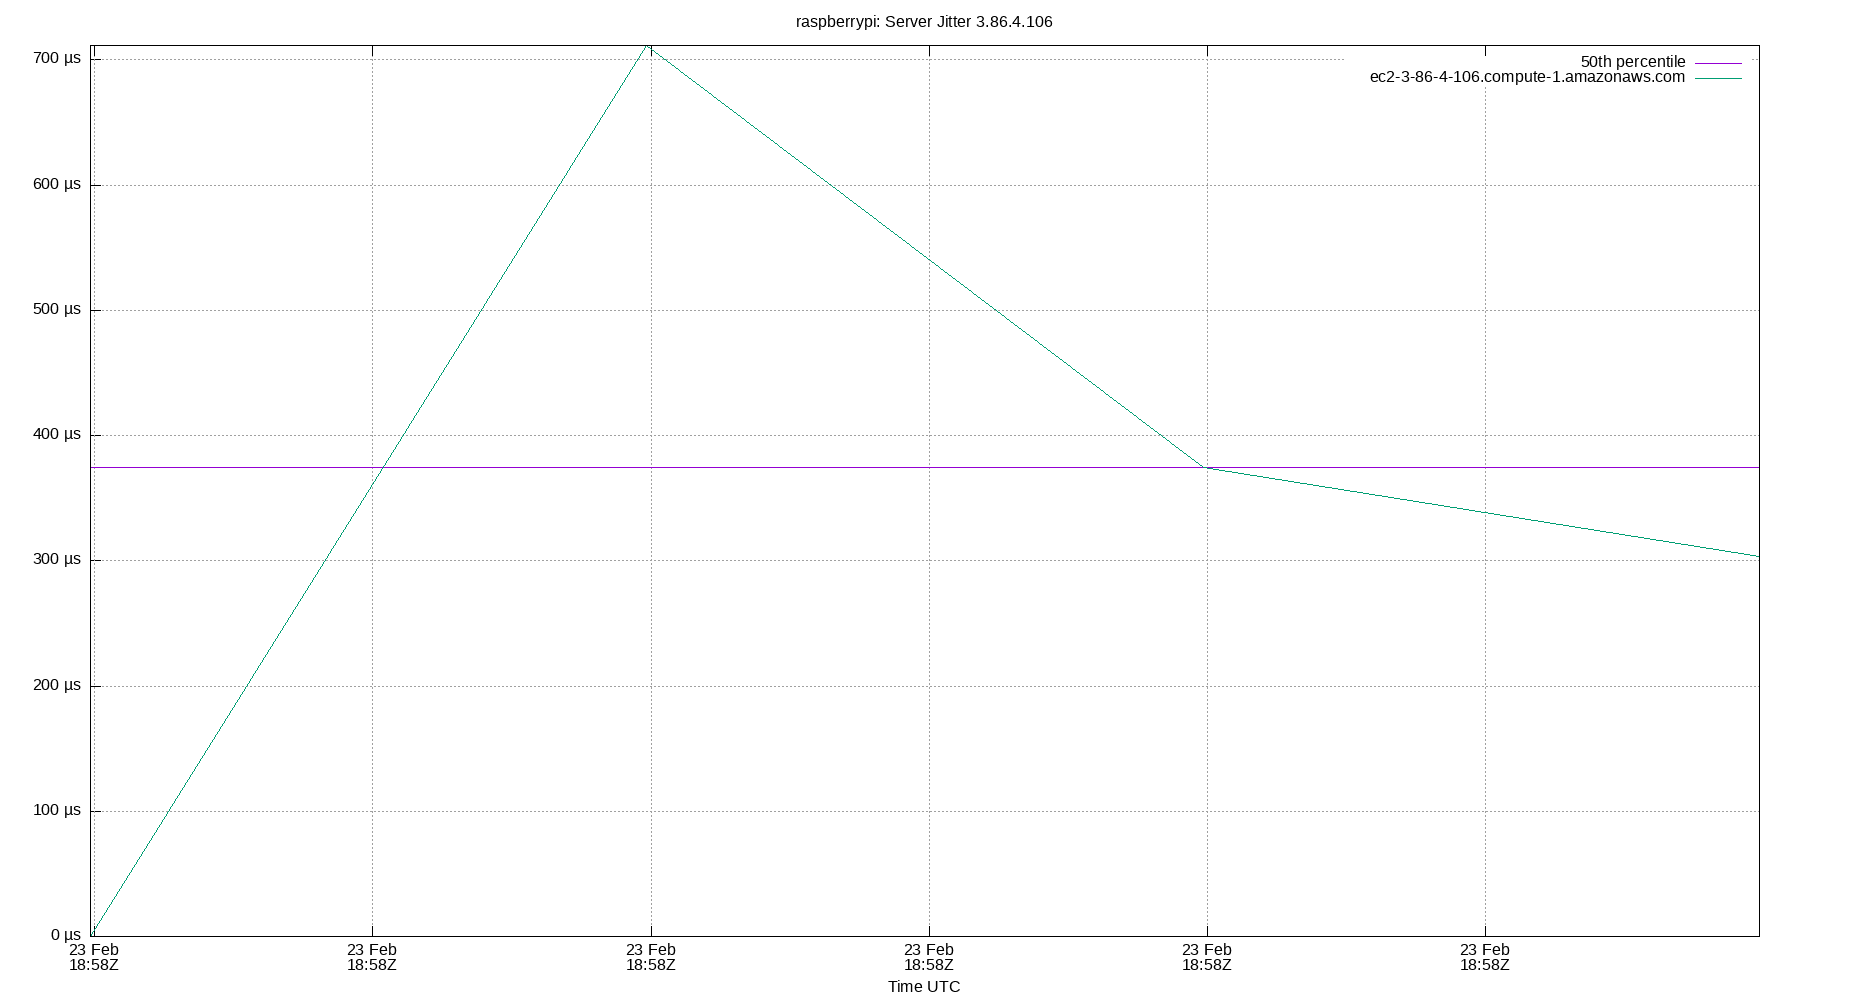 raspberrypi: Server Jitter 3.86.4.106
50th percentile
ec2-3-86-4-106.compute-1.amazonaws.com
700 µs
600 µs
500 µs
400 µs
300 µs
200 µs
100 µs
0 µs
23 Feb
18:58Z
23 Feb
18:58Z
23 Feb
18:58Z
23 Feb
18:58Z
23 Feb
18:58Z
23 Feb
18:58Z
Time UTC